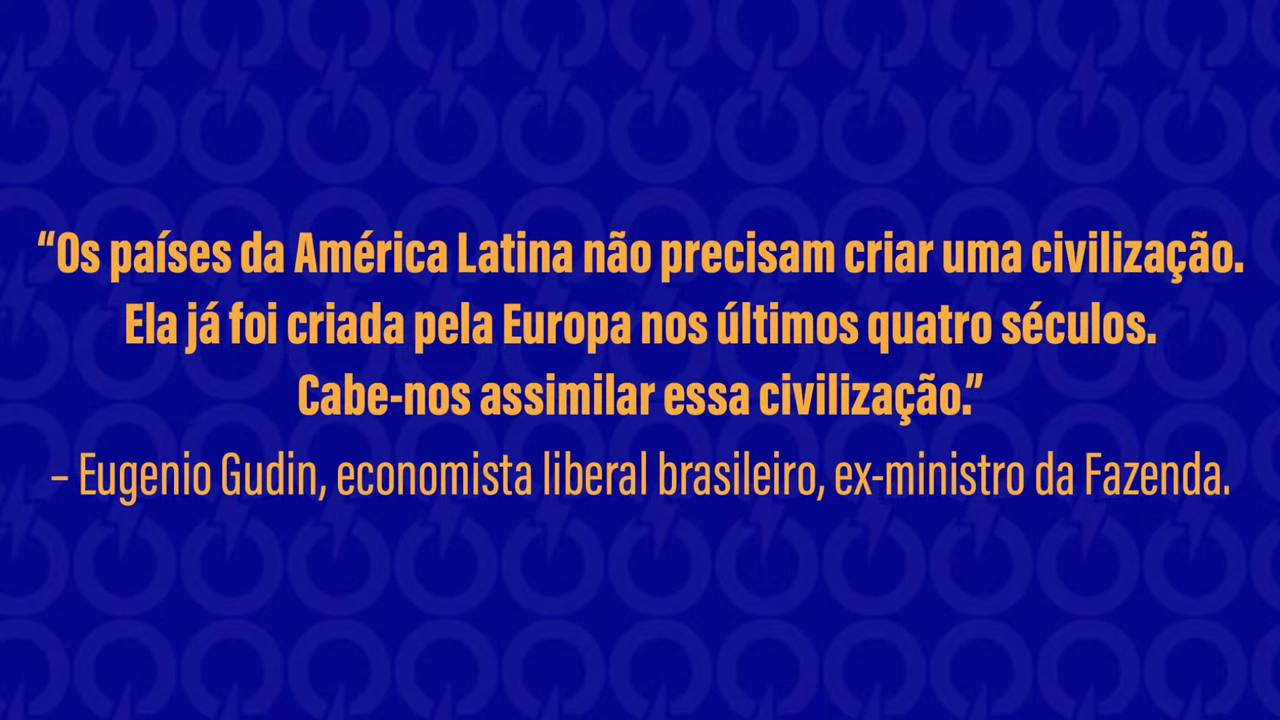 “Os países da América Latina não precisam criar uma civilização.
Ela já foi criada pela Europa nos últimos quatro séculos.
Cabe-nos assimilar essa civilização.”
– Eugenio Gudin, economista liberal brasileiro, ex-ministro da Fazenda.